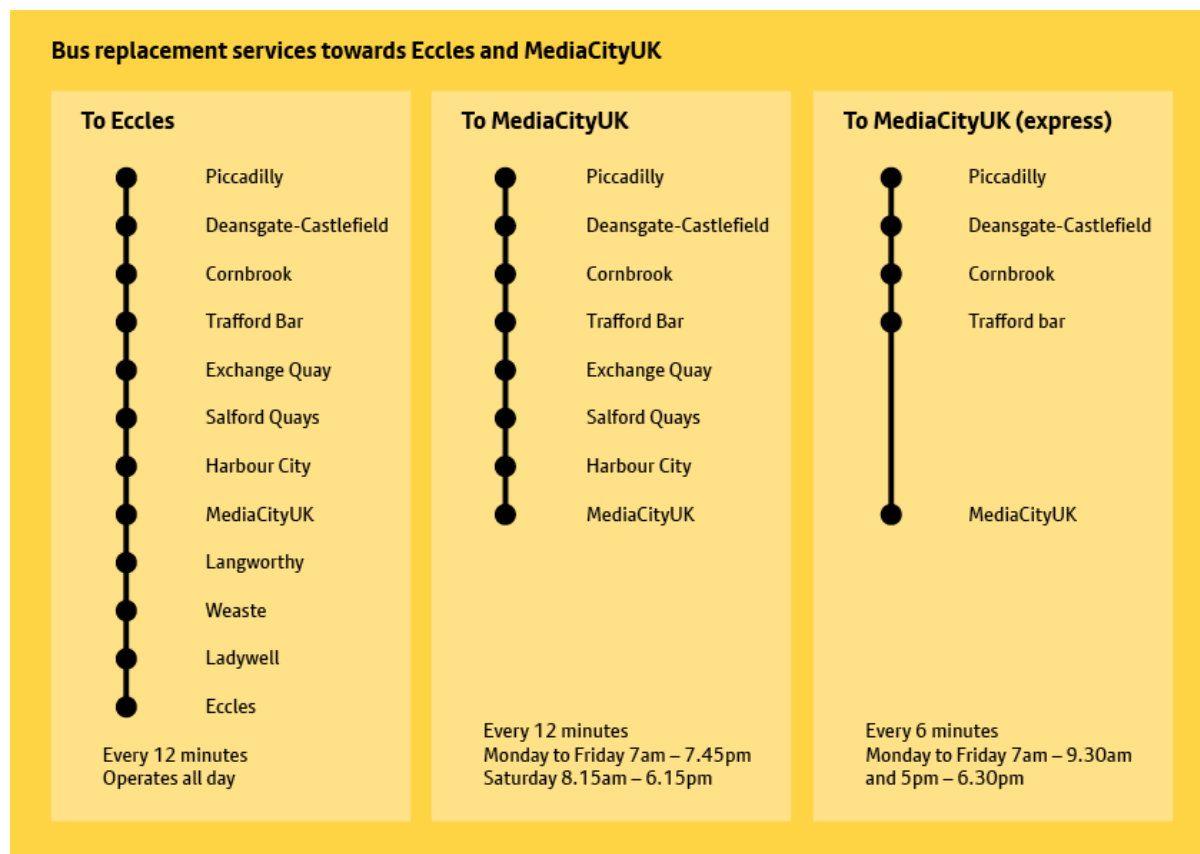 Bus replacement services towards Eccles and MediaCityUK
To Eccles
Piccadilly
Deansgate-Castlefield
Cornbrook
Trafford Bar
Exchange Quay
Salford Quays
Harbour City
MediaCityUK
Langworthy
Weaste
Ladywell
Eccles
Every 12 minutes
Operates all day
To MediaCityUK
Piccadilly
Deansgate-Castlefield
Cornbrook
Trafford Bar
Exchange Quay
Salford Quays
Harbour City
MediaCityUK
Every 12 minutes
Monday to Friday 7am – 7.45pm
Saturday 8.15am – 6.15pm
To MediaCityUK (express)
Piccadilly
Deansgate-Castlefield
Cornbrook
Trafford bar
MediaCityUK
Every 6 minutes
Monday to Friday 7am – 9.30am
and 5pm – 6.30pm